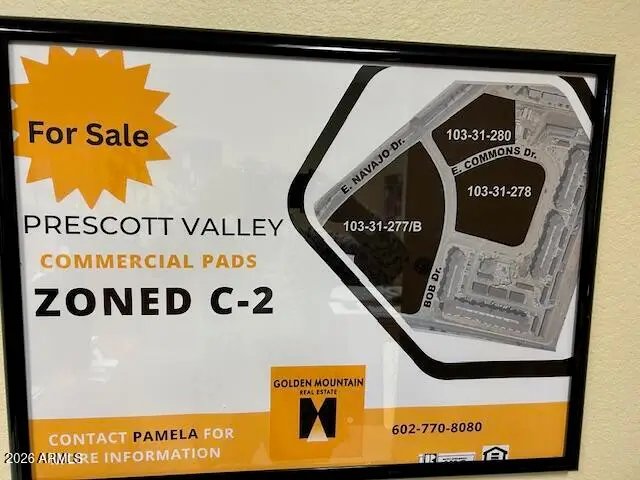 For Sale
PRESCOTT VALLEY
COMMERCIAL PADS
ZONED C-2
E. NAVAJO Dr.
103-31-280
E. COMMONS Dr.
103-31-278
103-31-277/B
BOB Dr.
GOLDEN MOUNTAIN
REAL ESTATE
CONTACT PAMELA FOR
MORE INFORMATION
602-770-8080
2026 ARMLS